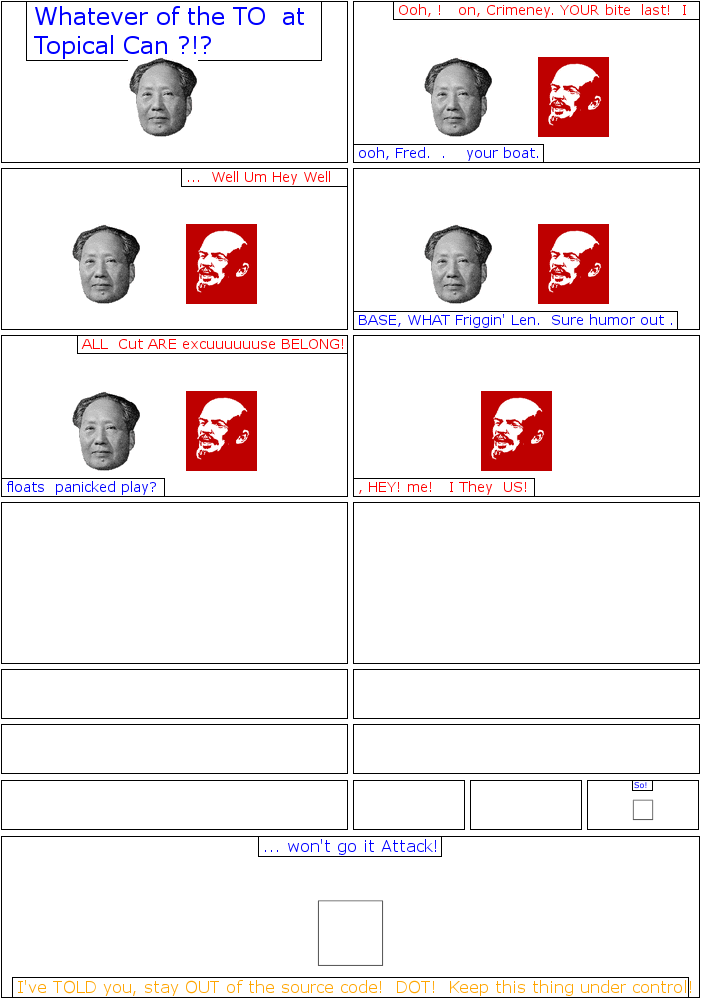 Whatever of the TO at
Topical Can ?!?
Ooh, ! on, Crimeney. YOUR bite last! I
ooh, Fred. . your boat.
... Well Um Hey Well
BASE, WHAT Friggin' Len. Sure humor out .
ALL Cut ARE excuuuuuuse BELONG!
floats panicked play?
, HEY! me! I They US!
So!
... won't go it Attack!
I've TOLD you, stay OUT of the source code! DOT! Keep this thing under control!